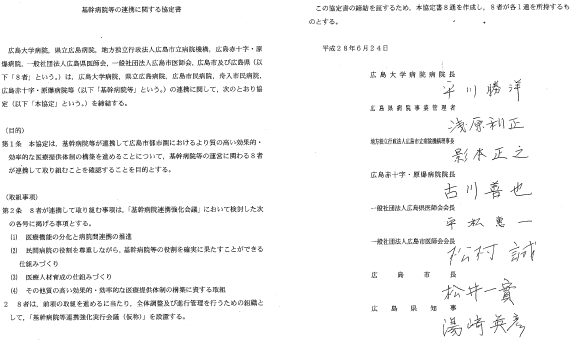 基幹病院等の連携に関する協定書
広島大学病院，県立広島病院，地方独立行政法人広島市立病院機構，広島赤十字・原
爆病院，一般社団法人広島県医師会，一般社団法人広島市医師会，広島市及び広島県（以
下「８者」という。）は，広島大学病院，県立広島病院，広島市民病院，舟入市民病院，
広島赤十字・原爆病院等（以下「基幹病院等」という。）の連携に関して，次のとおり協
定（以下「本協定」という。）を締結する。
（目的）
第１条　本協定は，基幹病院等が連携して広島市都市圏におけるより質の高い効果的・
効率的な医療提供体制の構築を進めることについて，基幹病院等の運営に関わる８者
が連携して取り組むことを確認することを目的とする。
（取組事項）
第２条　８者が連携して取り組む事項は，「基幹病院連携強化会議」において検討した次
の各号に掲げる事項とする。
(1)　医療機能の分化と病院間連携の推進
(2)　民間病院の役割を尊重しながら，基幹病院等の役割を確実に果たすことができる
仕組みづくり
(3)　医療人材育成の仕組みづくり
(4)　その他質の高い効果的・効率的な医療提供体制の構築に資する取組
２　８者は，前項の取組を進めるに当たり，全体調整及び進行管理を行うための組織と
して，「基幹病院等連携強化実行会議（仮称）」を設置する。
この協定書の締結を証するため，本協定書８通を作成し，８者が各１通を所持するも
のとする。
平成２８年６月２４日
広島大学病院病院長
平川勝洋
広島県病院事業管理者
浅原利正
地方独立行政法人広島市立病院機構理事長
影本正之
広島赤十字・原爆病院院長
古川善也
一般社団法人広島県医師会会長
平松恵一
一般社団法人広島市医師会会長
松村誠
広島市長
松井一實
広島県知事
湯崎英彦